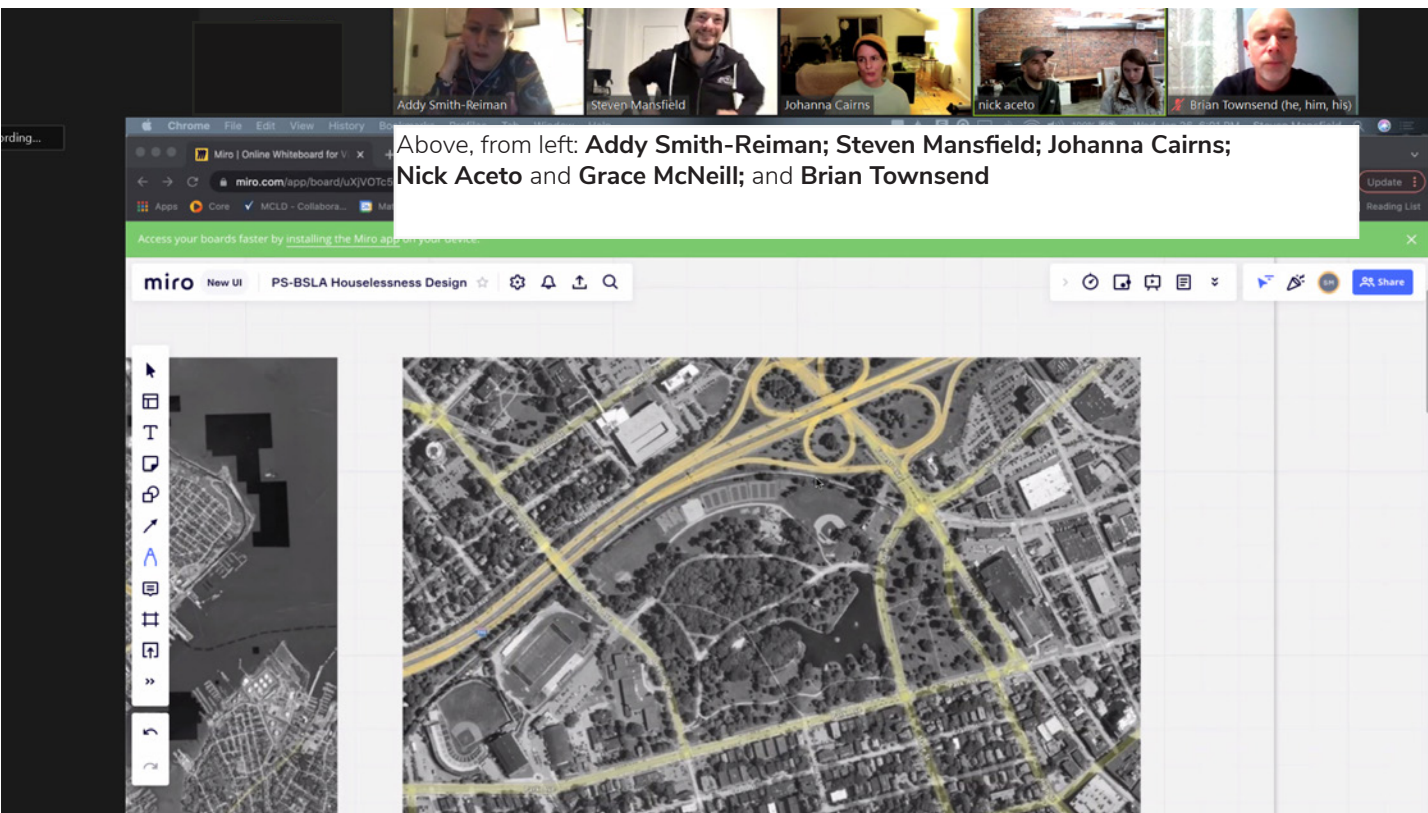 Addy Smith-Reiman
Steven Mansfield
Johanna Cairns
nick aceto
Brian Townsend (he, him, his)
ording...
Chrome File Edit View History
Above, from left: Addy Smith-Reiman; Steven Mansfield; Johanna Cairns;
Nick Aceto and Grace McNeill; and Brian Townsend
Miro | Online Whiteboard for Vi
miro.com/app/board/uXjVOTc5
Update
Apps Core MCLD - Collabora...
Reading List
Access your boards faster by installing the Miro app on your device.
miro New UI PS-BSLA Houselessness Design
SM
Share